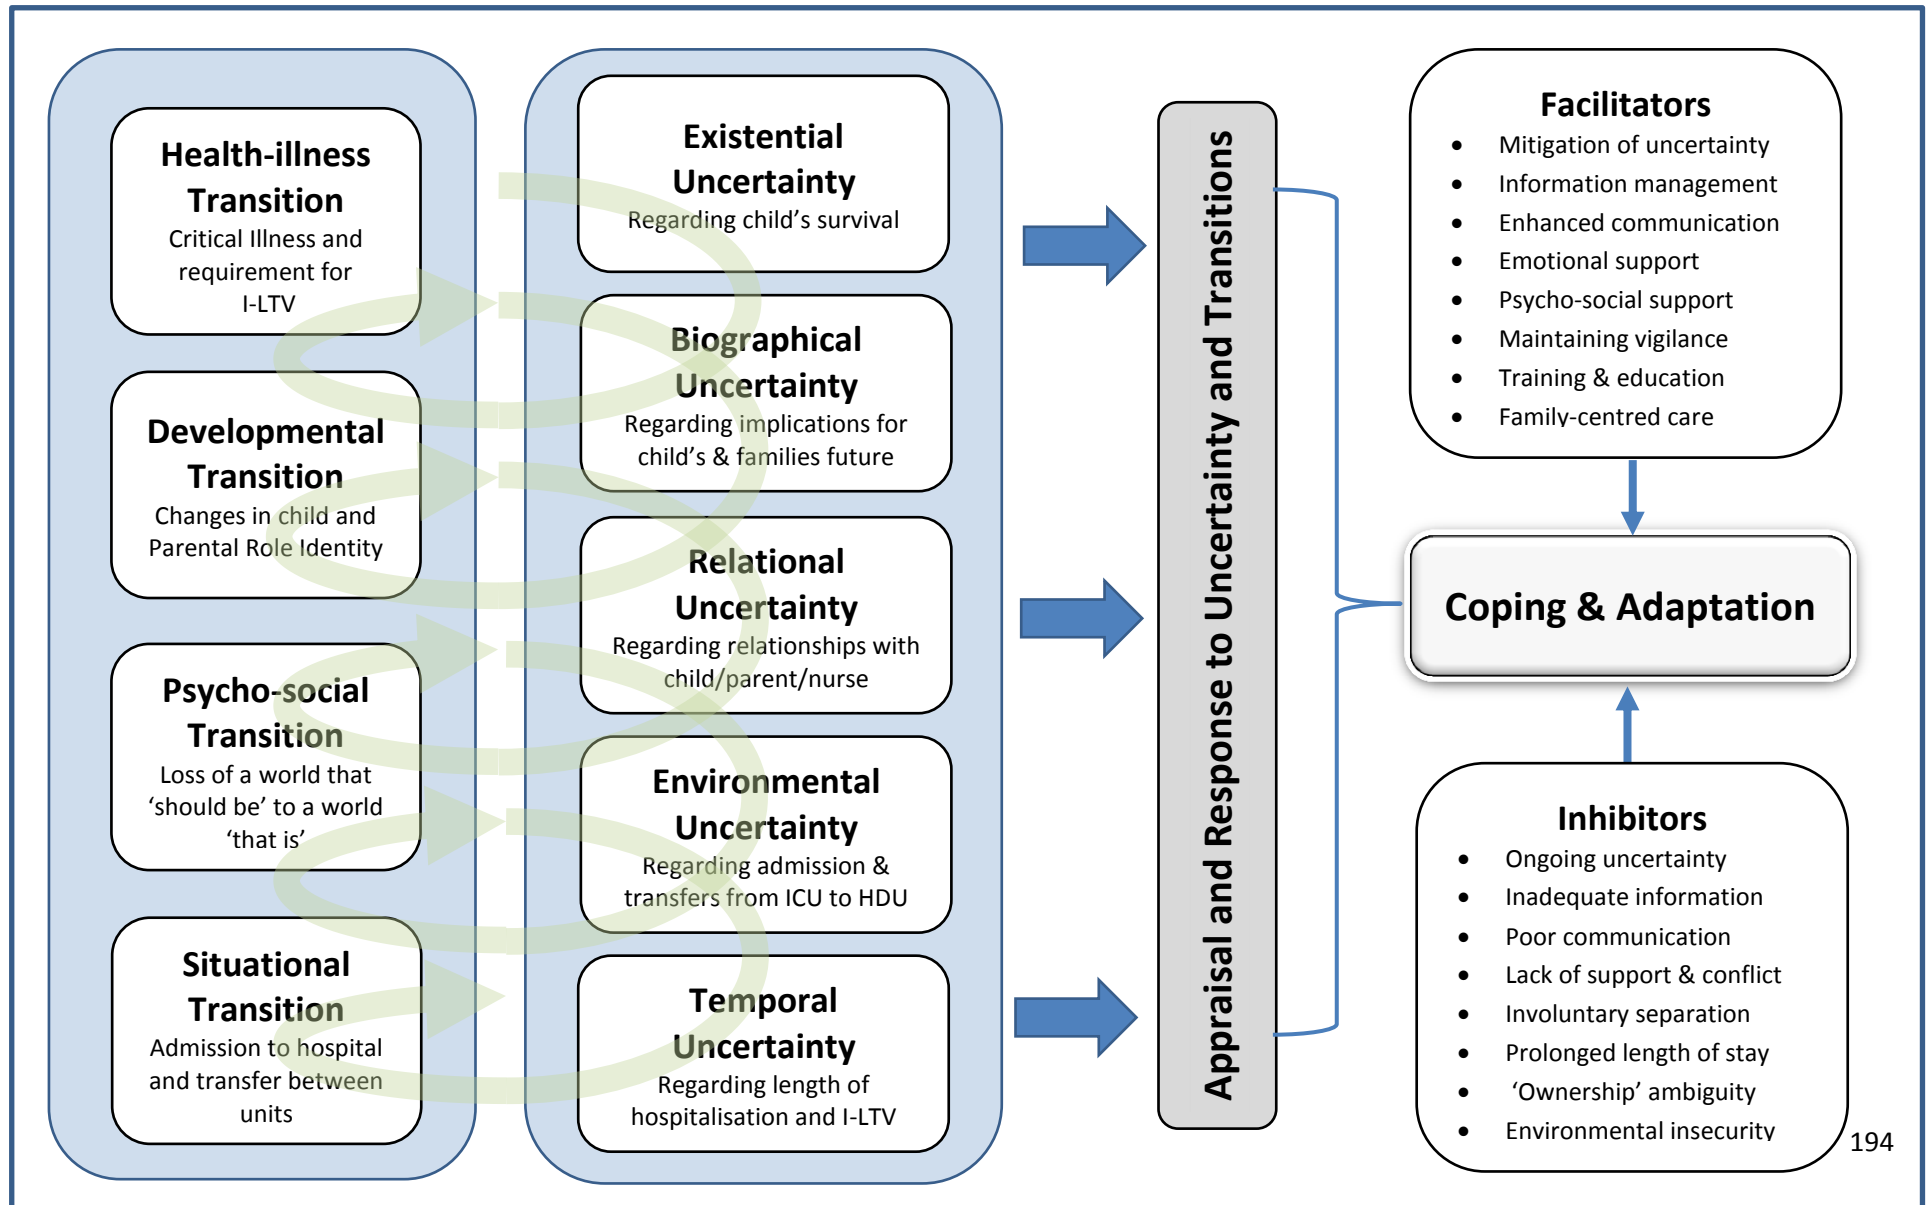 Health-illness
Transition
Critical Illness and
requirement for
I-LTV
Developmental
Transition
Changes in child and
Parental Role Identity
Psycho-social
Transition
Loss of a world that
‘should be’ to a world
‘that is’
Situational
Transition
Admission to hospital
and transfer between
units
Existential
Uncertainty
Regarding child’s survival
Biographical
Uncertainty
Regarding implications for
child’s & families future
Relational
Uncertainty
Regarding relationships with
child/parent/nurse
Environmental
Uncertainty
Regarding admission &
transfers from ICU to HDU
Temporal
Uncertainty
Regarding length of
hospitalisation and I-LTV
Appraisal and Response to Uncertainty and Transitions
Facilitators
• Mitigation of uncertainty
• Information management
• Enhanced communication
• Emotional support
• Psycho-social support
• Maintaining vigilance
• Training & education
• Family-centred care
Coping & Adaptation
Inhibitors
• Ongoing uncertainty
• Inadequate information
• Poor communication
• Lack of support & conflict
• Involuntary separation
• Prolonged length of stay
• ‘Ownership’ ambiguity
• Environmental insecurity
194